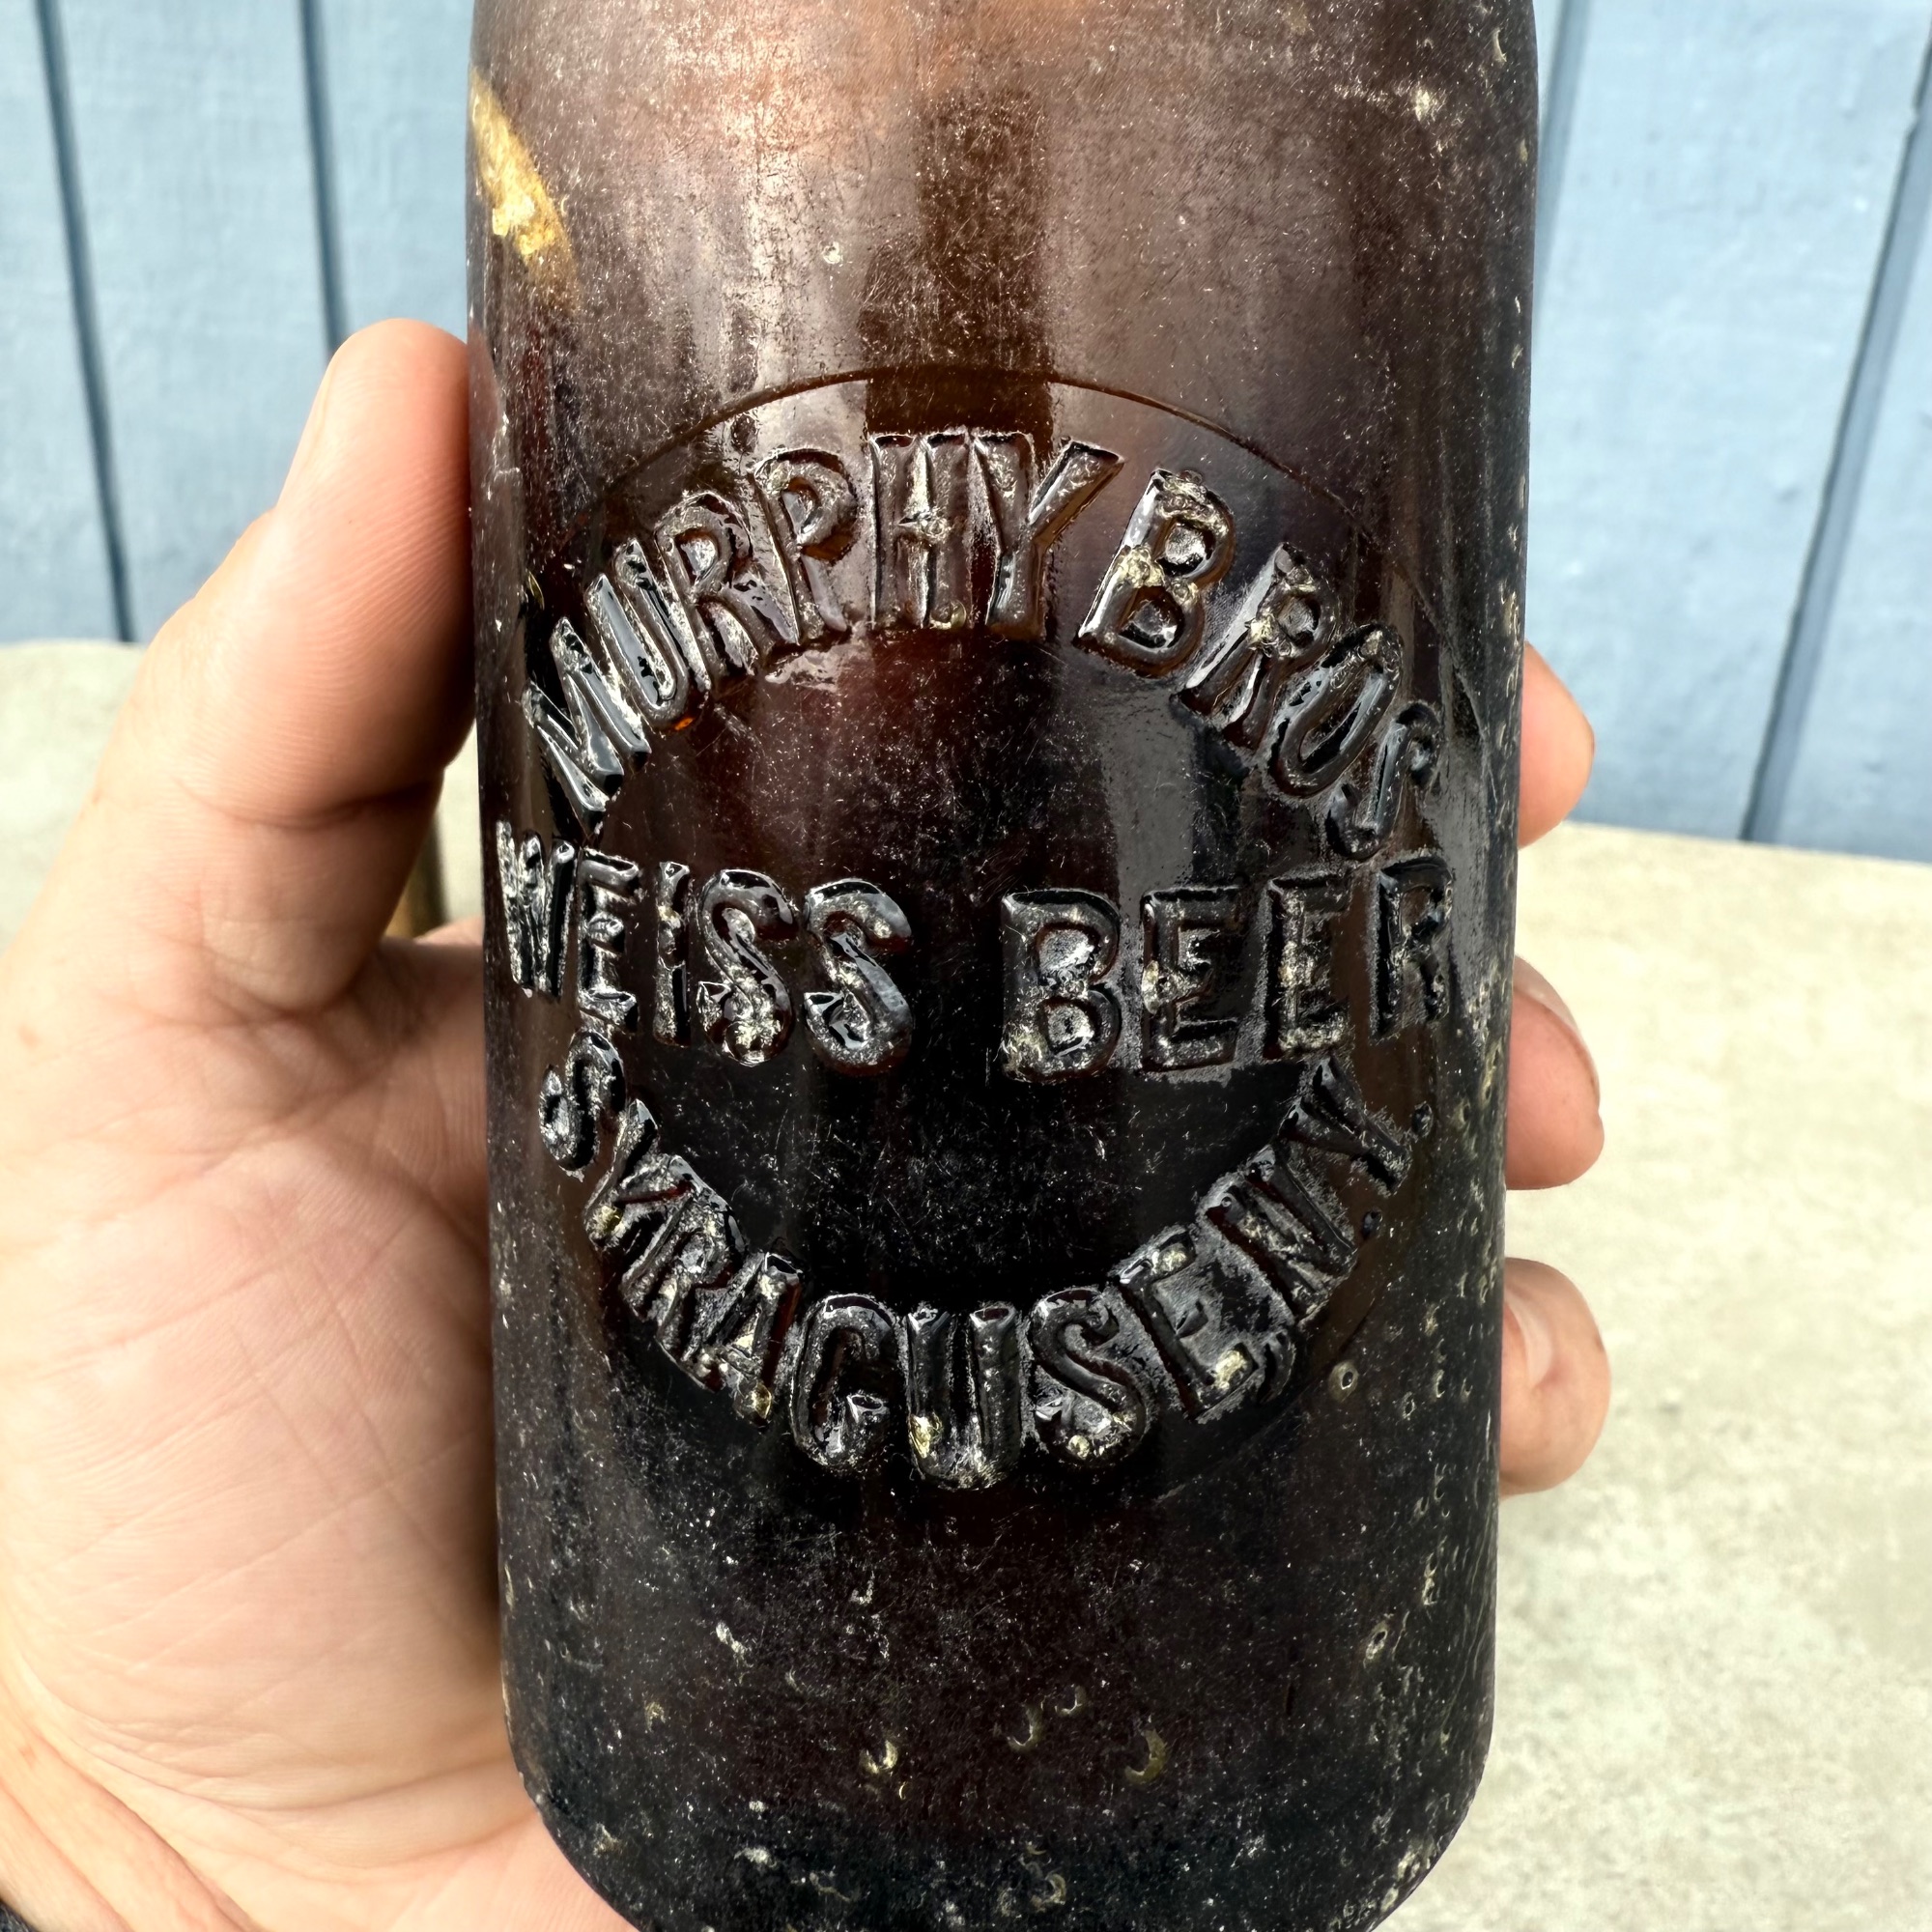 MURPHY BROS
WEISS BEER
SYRACUSE, N.Y.